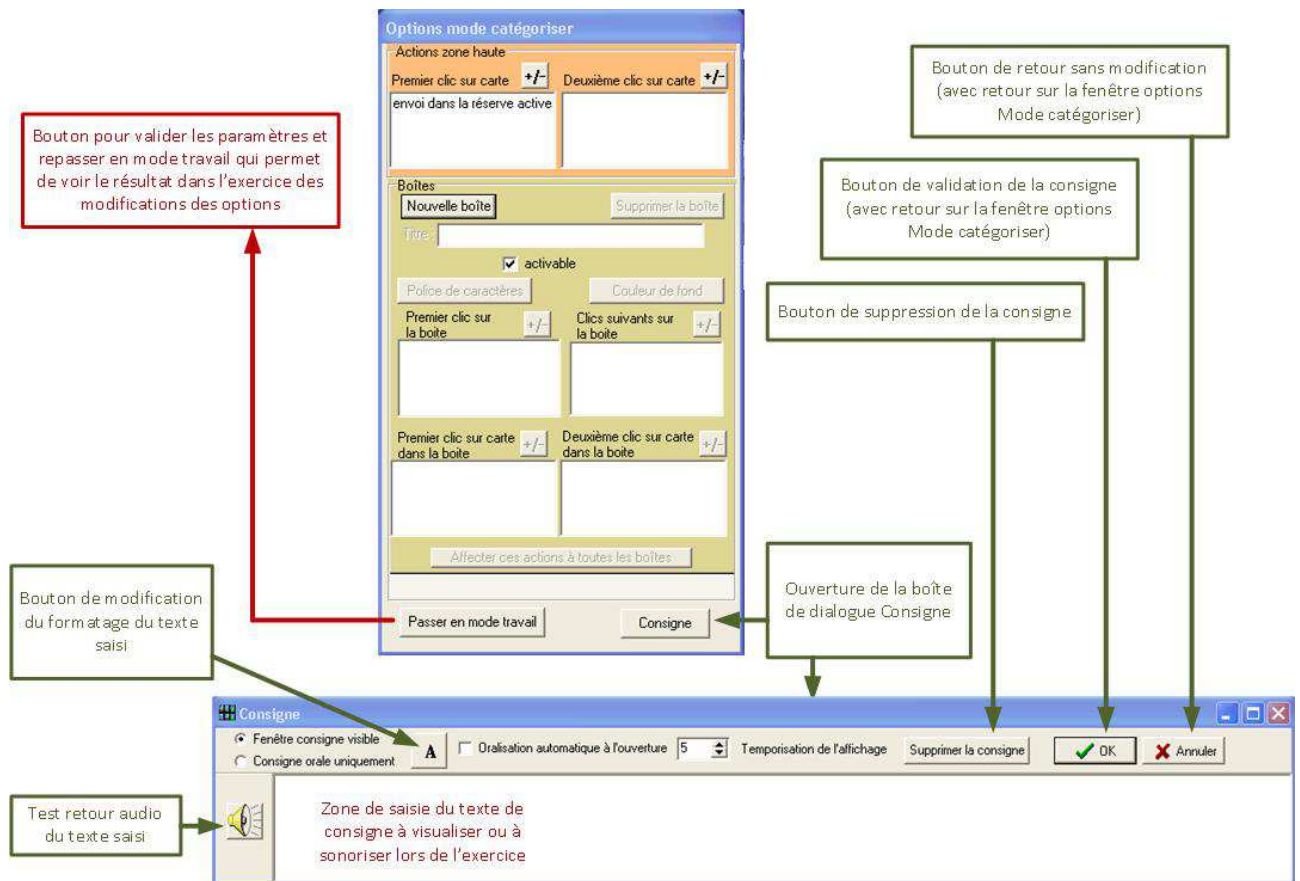 Options mode catégoriser
Actions zone haute
Premier clic sur carte +/- Deuxième clic sur carte +/-
envoi dans la réserve active
Boîtes
Nouvelle boîte Supprimer la boîte
Titre :
activable
Police de caractères Couleur de fond
Premier clic sur
la boite +/-
Clics suivants sur
la boite +/-
Premier clic sur carte
dans la boite +/-
Deuxième clic sur carte
dans la boite +/-
Affecter ces actions à toutes les boîtes
Passer en mode travail Consigne
Bouton pour valider les paramètres et
repasser en mode travail qui permet
de voir le résultat dans l'exercice des
modifications des options
Bouton de retour sans modification
(avec retour sur la fenêtre options
Mode catégoriser)
Bouton de validation de la consigne
(avec retour sur la fenêtre options
Mode catégoriser)
Bouton de suppression de la consigne
Ouverture de la boîte
de dialogue Consigne
Bouton de modification
du formatage du texte
saisi
Consigne
Fenêtre consigne visible
Consigne orale uniquement
A
Oralisation automatique à l'ouverture 5 Temporisation de l'affichage Supprimer la consigne OK Annuler
Test retour audio
du texte saisi
Zone de saisie du texte de
consigne à visualiser ou à
sonoriser lors de l'exercice